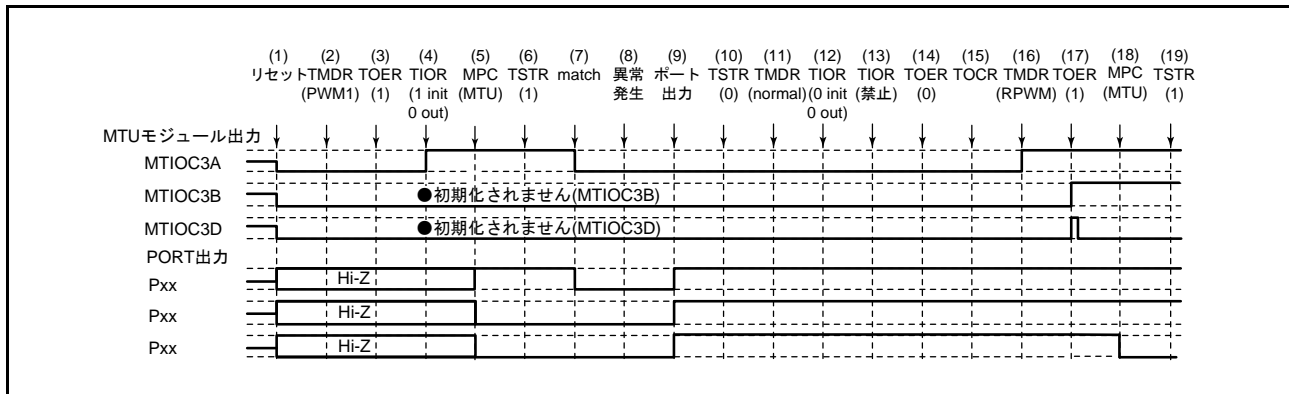 (1) (2) (3) (4) (5) (6) (7) (8) (9) (10) (11) (12) (13) (14) (15) (16) (17) (18) (19)
リセット TMDR TOER TIOR MPC TSTR match 異常 ポート TSTR TMDR TIOR TIOR TOER TOCR TMDR TOER MPC TSTR
(PWM1) (1) (1 init (MTU) (1) 発生 出力 (0) (normal) (0 init (禁止) (0) (RPWM) (1) (MTU) (1)
0 out) 0 out)
MTUモジュール出力
MTIOC3A
MTIOC3B ●初期化されません(MTIOC3B)
MTIOC3D ●初期化されません(MTIOC3D)
PORT出力
Pxx Hi-Z
Pxx Hi-Z
Pxx Hi-Z